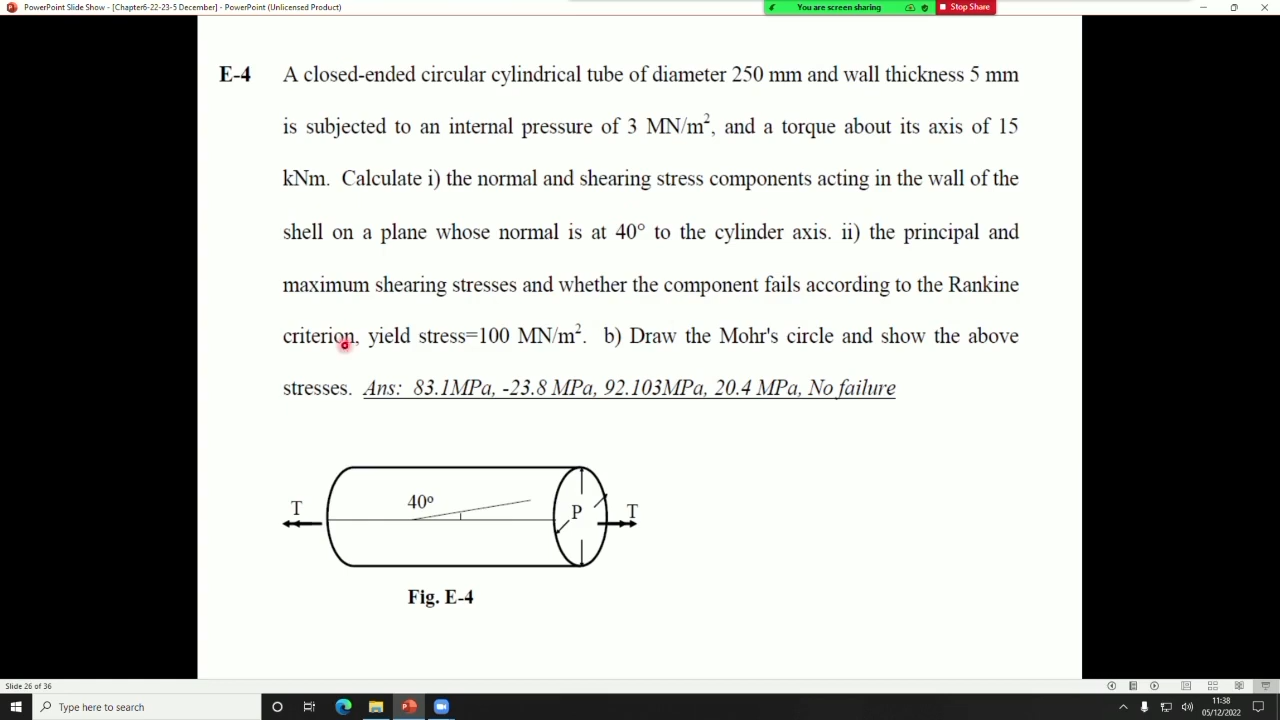 PowerPoint Slide Show - [Chapter6-22-23-5 December] - PowerPoint (Unlicensed Product)
You are screen sharing
Stop Share
E-4 A closed-ended circular cylindrical tube of diameter 250 mm and wall thickness 5 mm
is subjected to an internal pressure of 3 MN/m², and a torque about its axis of 15
kNm. Calculate i) the normal and shearing stress components acting in the wall of the
shell on a plane whose normal is at 40° to the cylinder axis. ii) the principal and
maximum shearing stresses and whether the component fails according to the Rankine
criterion, yield stress=100 MN/m². b) Draw the Mohr's circle and show the above
stresses. Ans: 83.1MPa, -23.8 MPa, 92.103MPa, 20.4 MPa, No failure
T
40º
P
T
Fig. E-4
Slide 26 of 36
Type here to search
11:38
05/12/2022